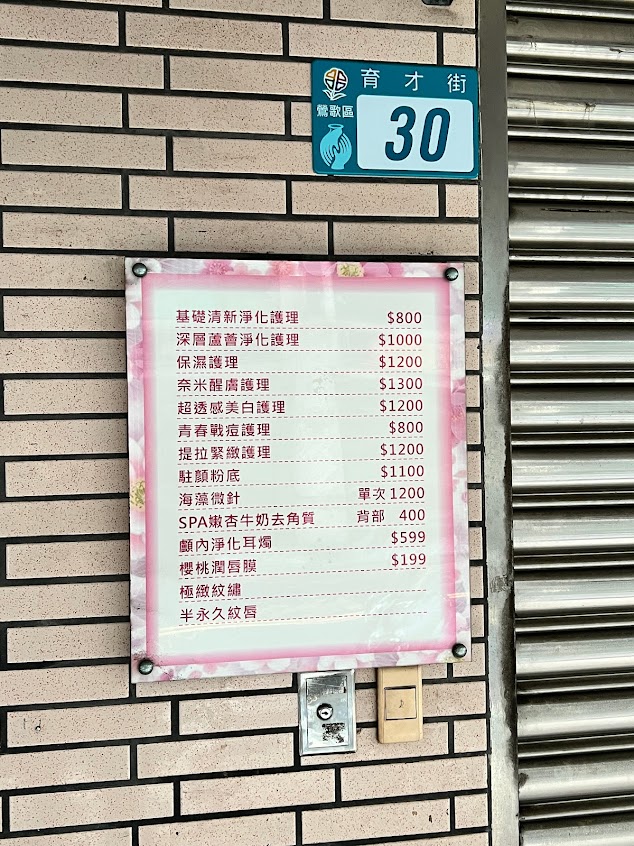 育才街
鶯歌區
30
基礎清新淨化護理 $800
深層蘆薈淨化護理 $1000
保濕護理 $1200
奈米醒膚護理 $1300
超透感美白護理 $1200
青春戰痘護理 $800
提拉緊緻護理 $1200
駐顏粉底 $1100
海藻微針 單次1200
SPA嫩杏牛奶去角質 背部 400
顱內淨化耳燭 $599
櫻桃潤唇膜 $199
極緻紋繡
半永久紋唇